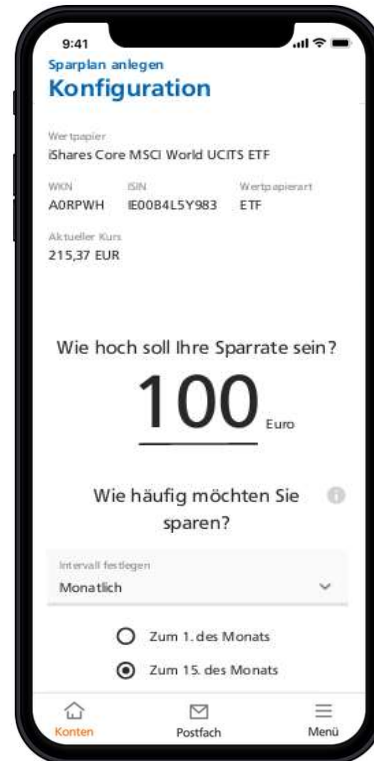 9:41
Sparplan anlegen
Konfiguration
Wertpapier
iShares Core MSCI World UCITS ETF
WKN ISIN Wertpapierart
A0RPWH IE00B4L5Y983 ETF
Aktueller Kurs
215,37 EUR
Wie hoch soll Ihre Sparrate sein?
100 Euro
Wie häufig möchten Sie
sparen?
Intervall festlegen
Monatlich
Zum 1. des Monats
Zum 15. des Monats
Konten Postfach Menü